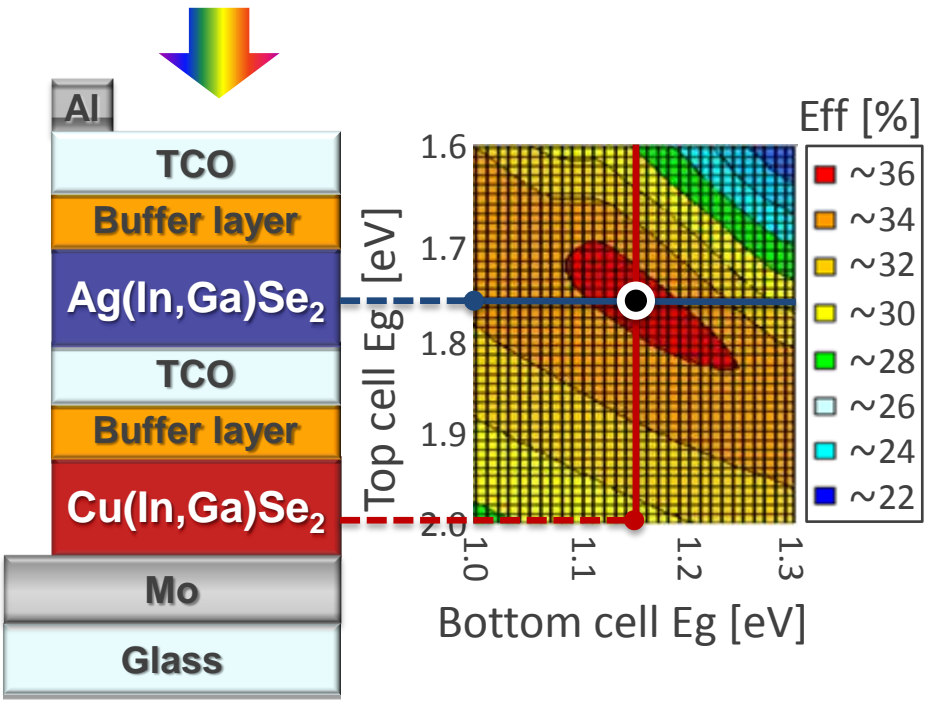 Al
TCO
Buffer layer
Ag(In,Ga)Se₂
TCO
Buffer layer
Cu(In,Ga)Se₂
Mo
Glass
Top cell Eg [eV]
1.6
1.7
1.8
1.9
2.0
1.0
1.1
1.2
1.3
Bottom cell Eg [eV]
Eff [%]
~36
~34
~32
~30
~28
~26
~24
~22